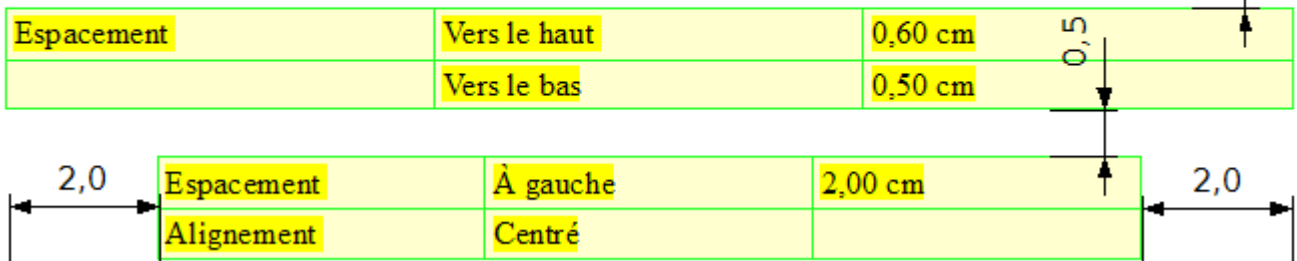 Espacement Vers le haut 0,60 cm
0,5
Vers le bas 0,50 cm
2,0 Espacement À gauche 2,00 cm 2,0
Alignement Centré